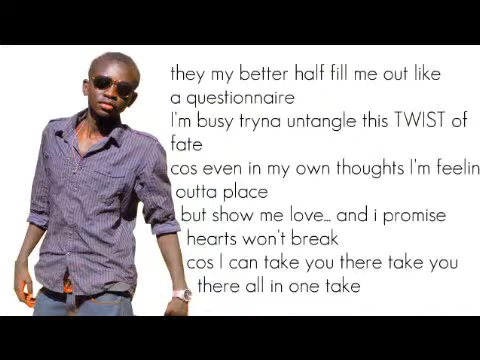 they my better half fill me out like
a questionnaire
I'm busy tryna untangle this TWIST of
fate
cos even in my own thoughts I'm feelin
outta place
but show me love... and i promise
hearts won't break
cos I can take you there take you
there all in one take